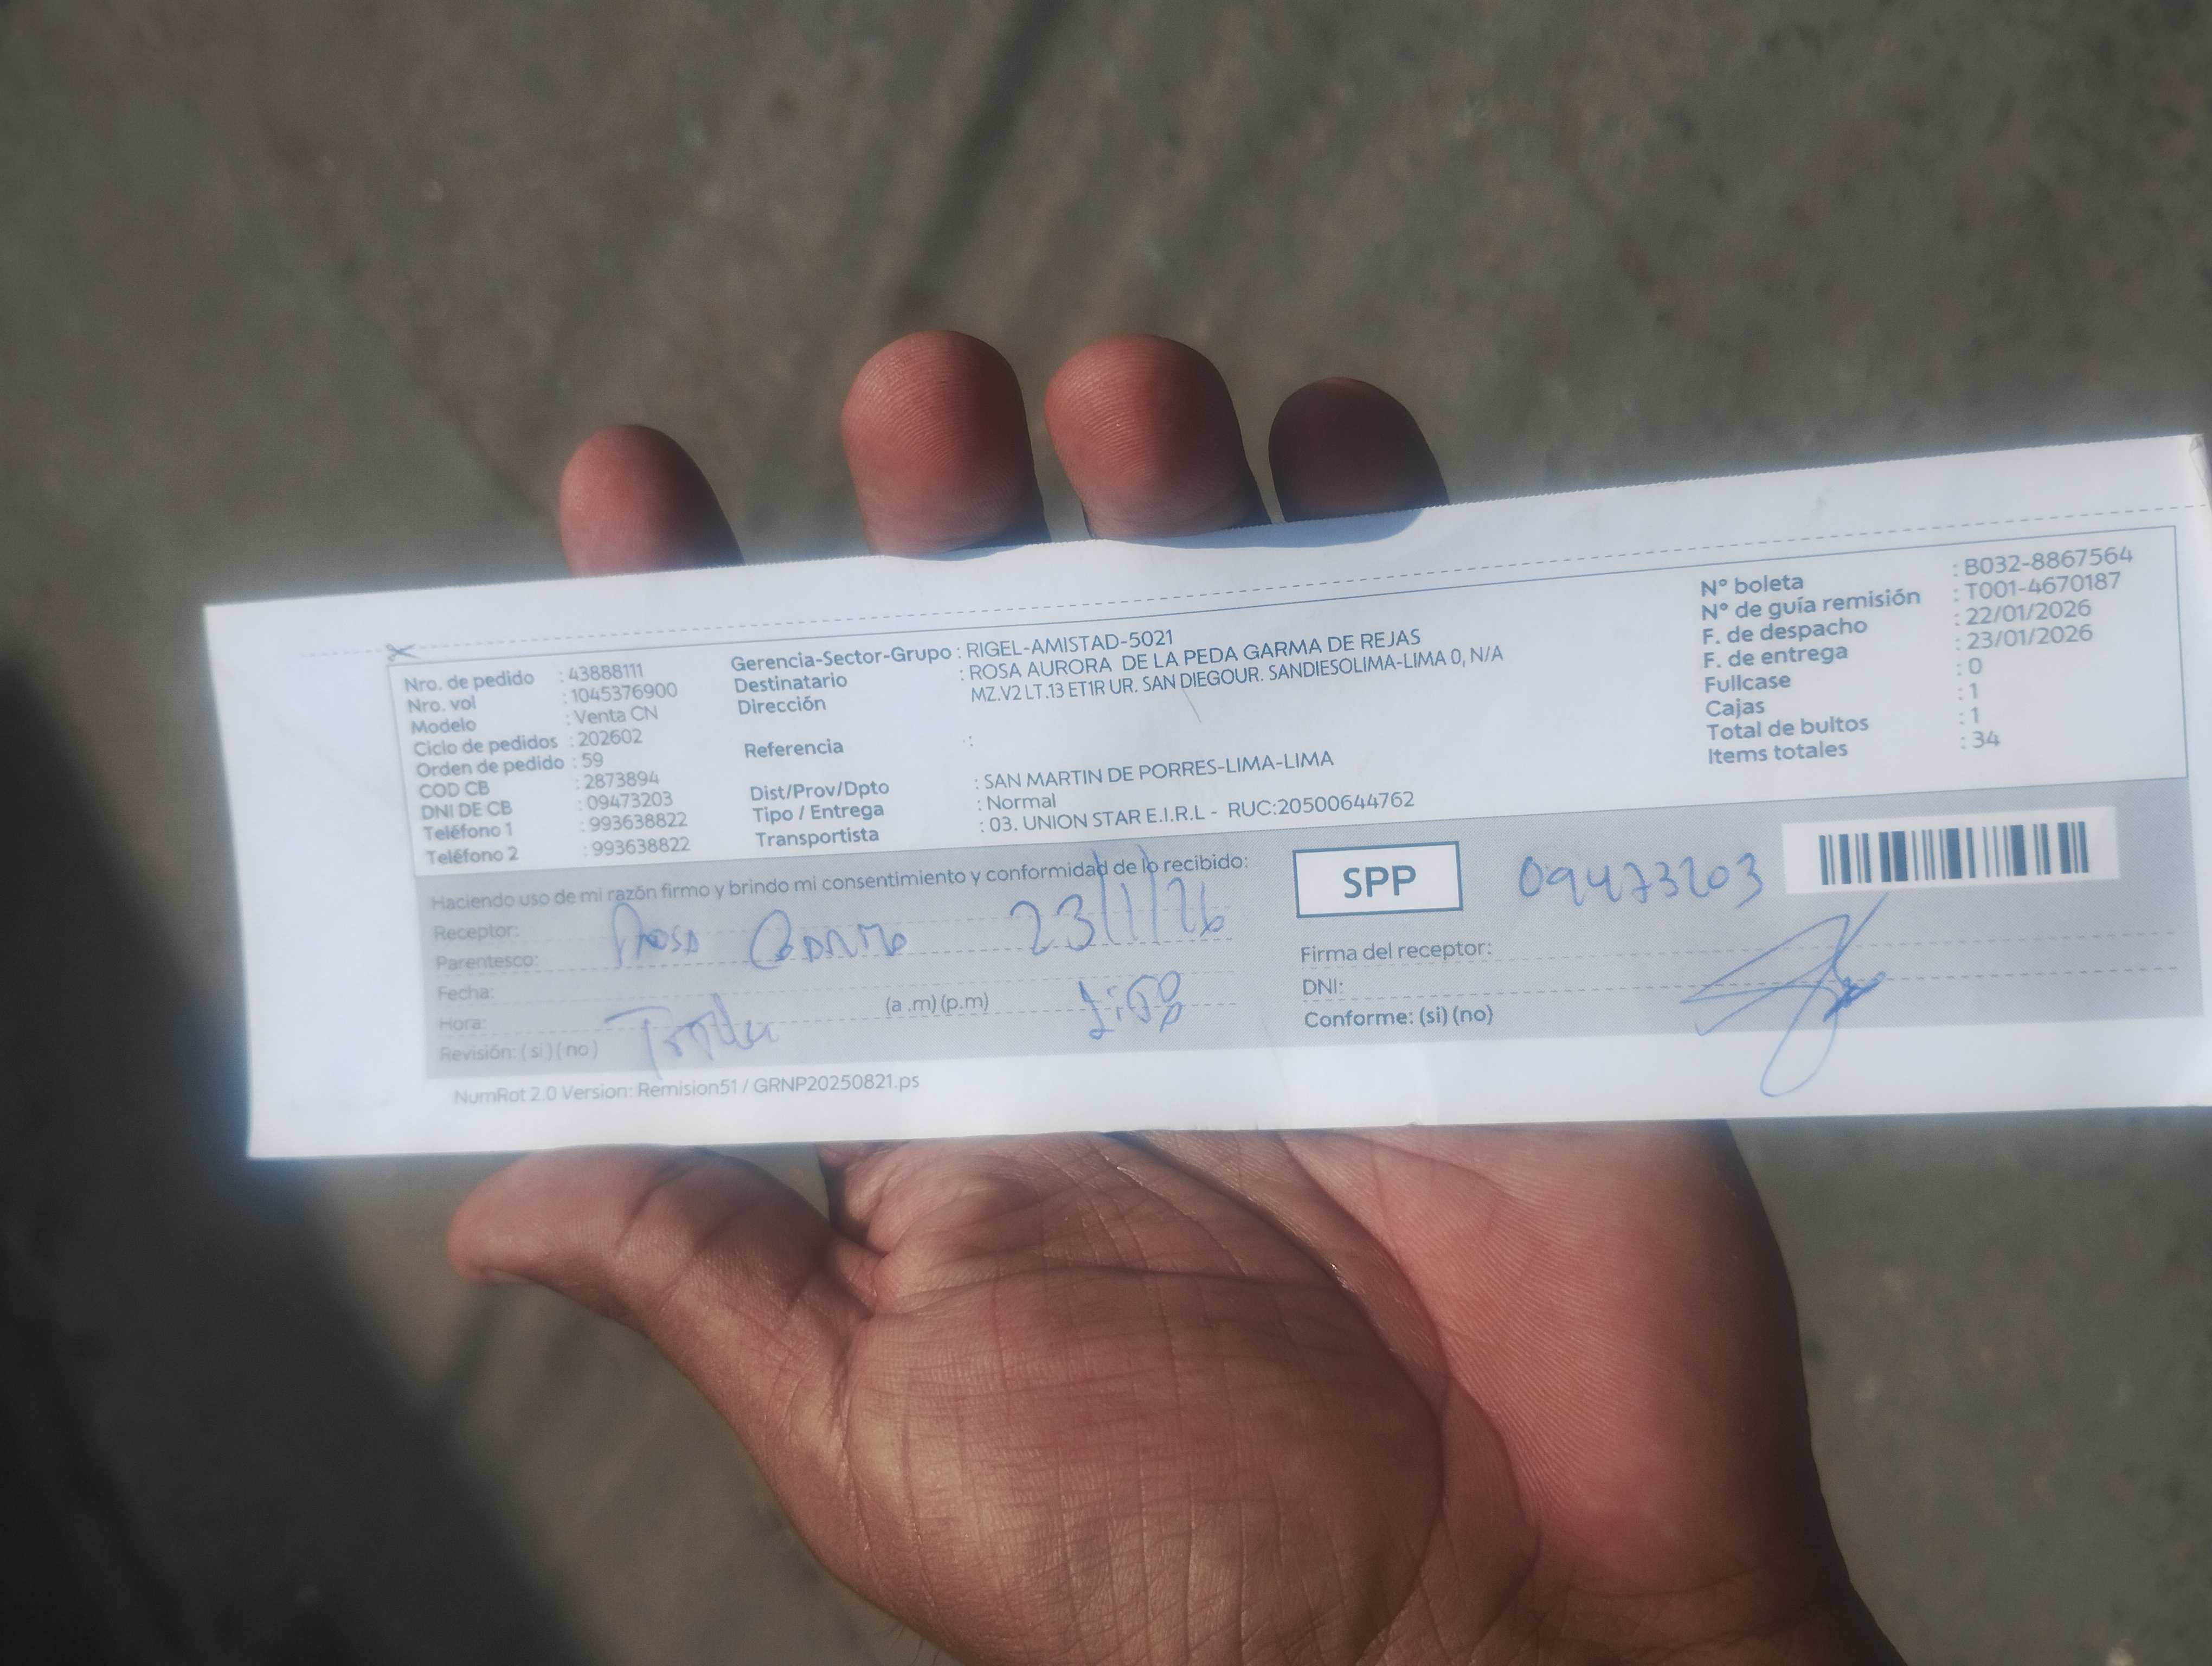 Nro. de pedido : 43888111
Nro. vol : 1045376900
Modelo : Venta CN
Ciclo de pedidos : 202602
Orden de pedido : 59
COD CB : 2873894
DNI DE CB : 09473203
Teléfono 1 : 993638822
Teléfono 2 : 993638822
Gerencia-Sector-Grupo : RIGEL-AMISTAD-5021
Destinatario : ROSA AURORA DE LA PEDA GARMA DE REJAS
Dirección MZ.V2 LT.13 ET1R UR. SAN DIEGOUR. SANDIESOLIMA-LIMA 0, N/A
Referencia :
Dist/Prov/Dpto : SAN MARTIN DE PORRES-LIMA-LIMA
Tipo / Entrega : Normal
Transportista : 03. UNION STAR E.I.R.L - RUC:20500644762
N° boleta : B032-8867564
N° de guía remisión : T001-4670187
F. de despacho : 22/01/2026
F. de entrega : 23/01/2026
Fullcase : 0
Cajas : 1
Total de bultos : 1
Items totales : 34
Haciendo uso de mi razón firmo y brindo mi consentimiento y conformidad de lo recibido:
Receptor:
Parentesco: Rosa Garma 23/1/26
Fecha:
Hora: (a.m) (p.m)
Revisión: (si) (no)
SPP
09473203
Firma del receptor:
DNI:
Conforme: (si) (no)
NumRot 2.0 Version: Remision51 / GRNP20250821.ps